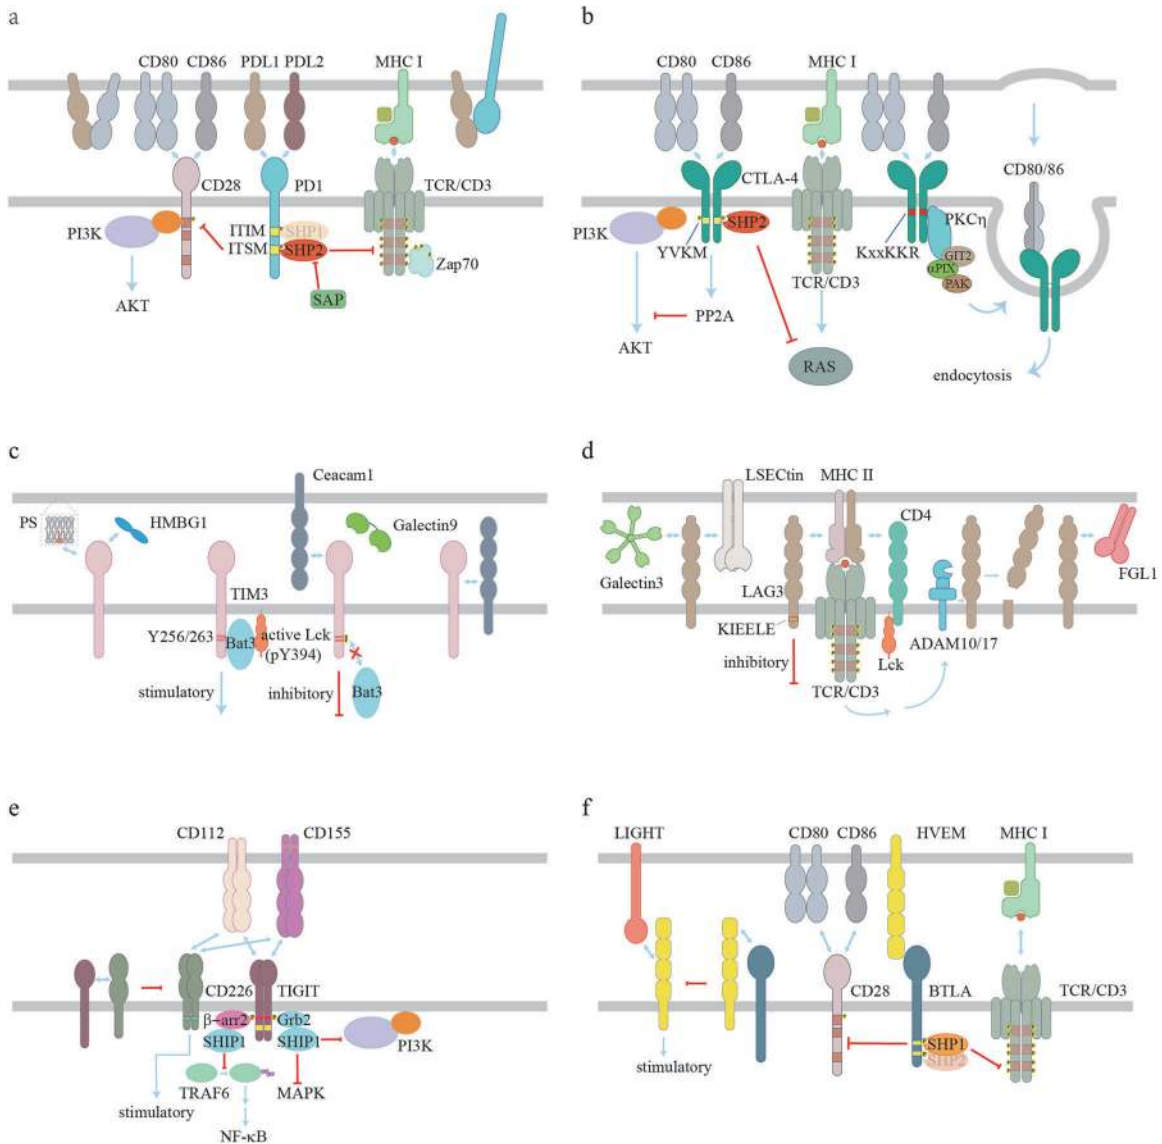 a
CD80 CD86 PDL1 PDL2 MHC I
CD28 PD1 TCR/CD3
PI3K
ITIM SHP1
ITSM SHP2
Zap70
SAP
AKT
b
CD80 CD86 MHC I
CD80/86
CTLA-4
PI3K SHP2 PKCη
YVKM KxxKKR GIT2
αPIX
PAK
TCR/CD3
PP2A
AKT
RAS
endocytosis
c
Ceacam1
PS HMBG1 Galectin9
TIM3
Y256/263 Bat3 active Lck
(pY394)
stimulatory inhibitory Bat3
d
LSECtin MHC II
CD4
Galectin3 LAG3 FGL1
KIEELE ADAM10/17
inhibitory Lck
TCR/CD3
e
CD112 CD155
CD226 TIGIT
β-arr2 Grb2
SHIP1 SHIP1 PI3K
TRAF6 MAPK
stimulatory
NF-κB
f
LIGHT CD80 CD86 HVEM MHC I
CD28 BTLA TCR/CD3
SHP1
SHP2
stimulatory